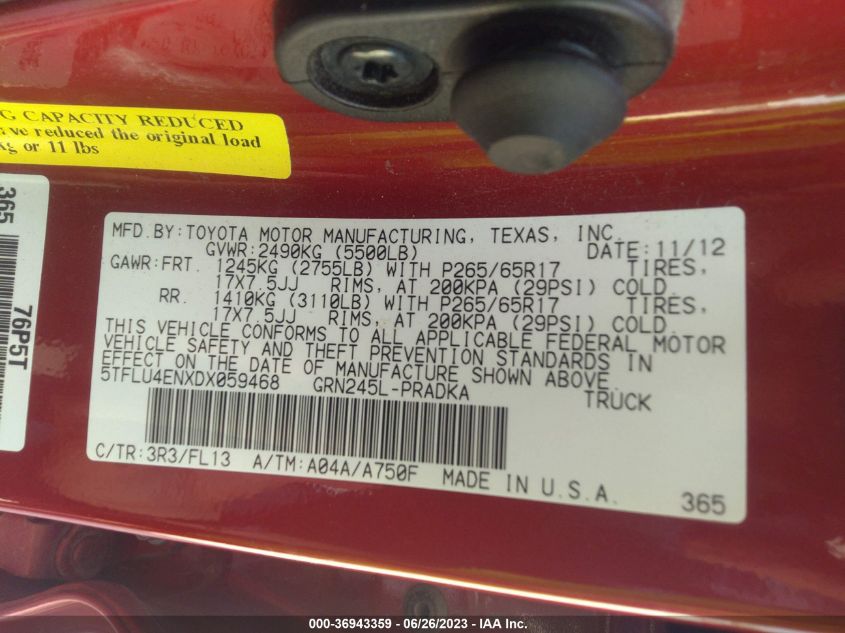 G CAPACITY REDUCED
ve reduced the original load
kg or 11 lbs
365
76P5T
MFD.BY:TOYOTA MOTOR MANUFACTURING, TEXAS, INC.
GVWR:2490KG (5500LB) DATE:11/12
GAWR:FRT. 1245KG (2755LB) WITH P265/65R17 TIRES,
17X7.5JJ RIMS, AT 200KPA (29PSI) COLD
RR. 1410KG (3110LB) WITH P265/65R17 TIRES,
17X7.5JJ RIMS, AT 200KPA (29PSI) COLD
THIS VEHICLE CONFORMS TO ALL APPLICABLE FEDERAL MOTOR
VEHICLE SAFETY AND THEFT PREVENTION STANDARDS IN
EFFECT ON THE DATE OF MANUFACTURE SHOWN ABOVE.
5TFLU4ENXDX059468 GRN245L-PRADKA TRUCK
C/TR:3R3/FL13 A/TM:A04A/A750F MADE IN U.S.A.
365
000-36943359 / 06/26/2023 - IAA Inc.